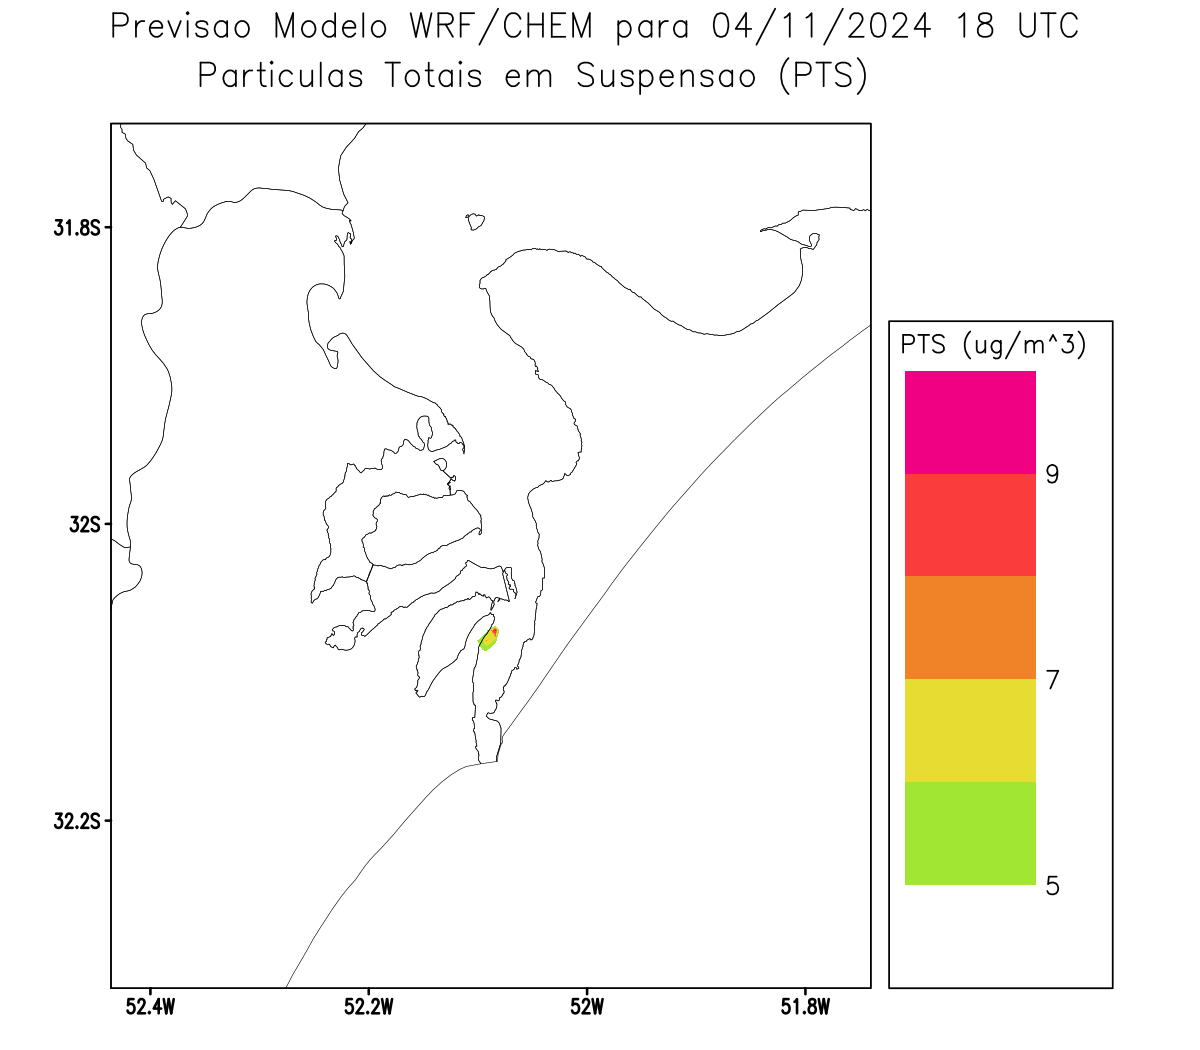 Previsao Modelo WRF/CHEM para 04/11/2024 18 UTC
Particulas Totais em Suspensao (PTS)
31.8S
32S
32.2S
52.4W
52.2W
52W
51.8W
PTS (ug/m^3)
9
7
5